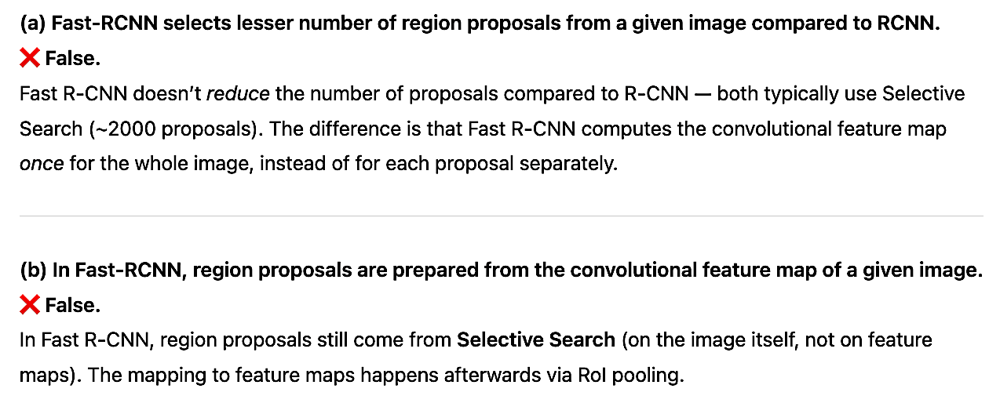 (a) Fast-RCNN selects lesser number of region proposals from a given image compared to RCNN.
❌ False.
Fast R-CNN doesn’t reduce the number of proposals compared to R-CNN — both typically use Selective
Search (~2000 proposals). The difference is that Fast R-CNN computes the convolutional feature map
once for the whole image, instead of for each proposal separately.
(b) In Fast-RCNN, region proposals are prepared from the convolutional feature map of a given image.
❌ False.
In Fast R-CNN, region proposals still come from Selective Search (on the image itself, not on feature
maps). The mapping to feature maps happens afterwards via RoI pooling.